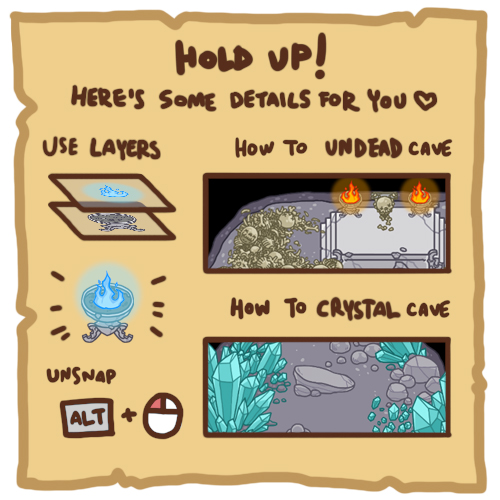 HOLD UP!
HERE'S SOME DETAILS FOR YOU ♡
USE LAYERS
HOW TO UNDEAD CAVE
HOW TO CRYSTAL CAVE
UNSNAP
ALT +